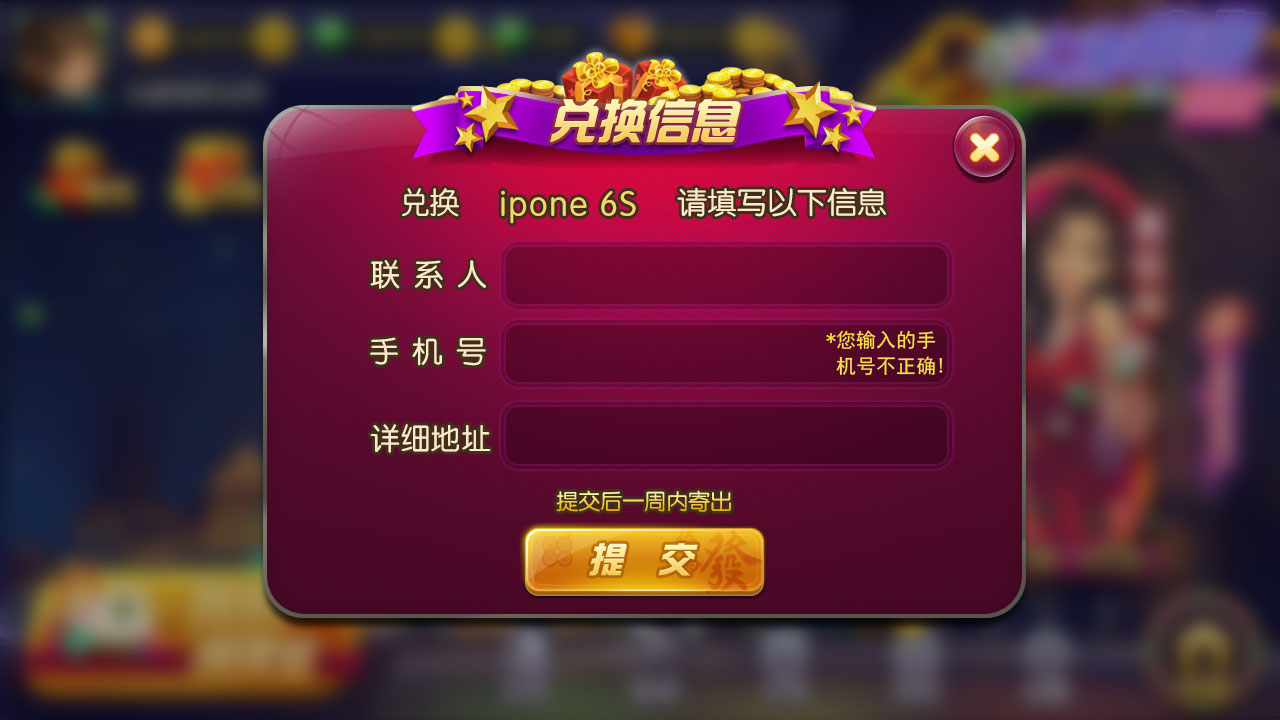 兑换信息
兑换 ipone 6S 请填写以下信息
联系人
手机号
*您输入的手
机号不正确!
详细地址
提交后一周内寄出
提 交
發